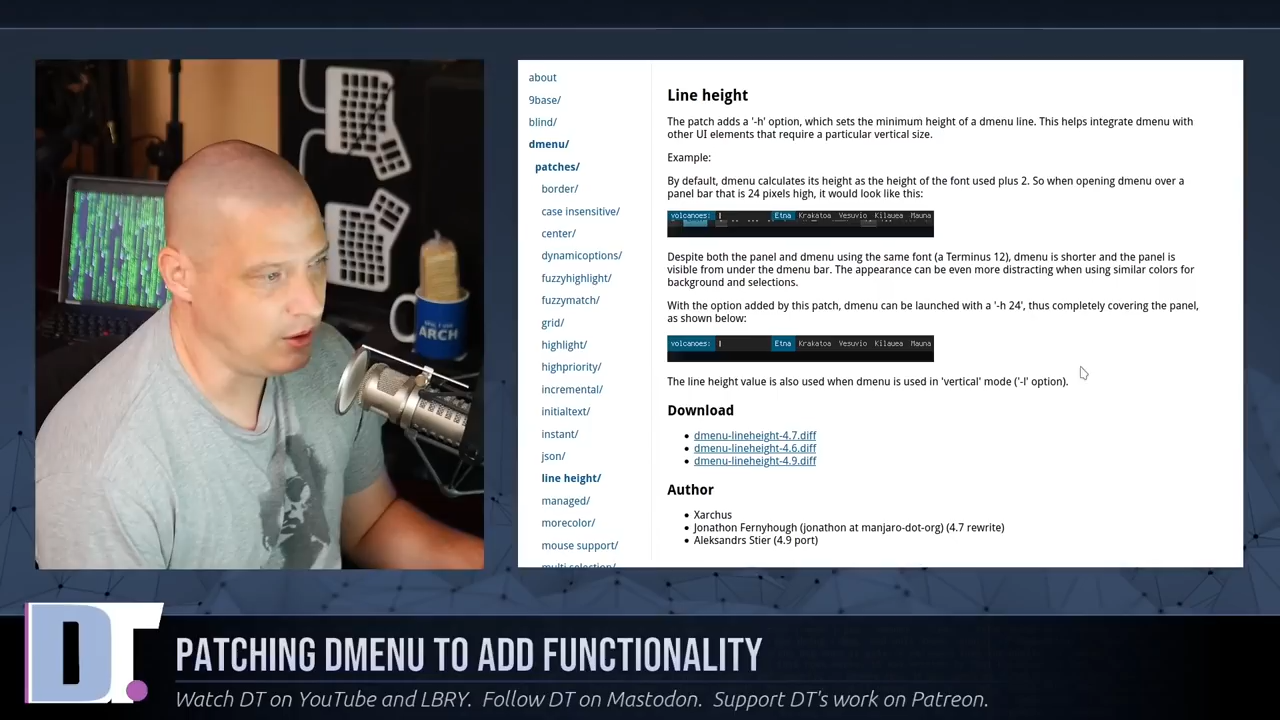 ARCH
about
9base/
blind/
dmenu/
patches/
border/
case insensitive/
center/
dynamicoptions/
fuzzyhighlight/
fuzzymatch/
grid/
highlight/
highpriority/
incremental/
initialtext/
instant/
json/
line height/
managed/
morecolor/
mouse support/
multi selection/
Line height
The patch adds a '-h' option, which sets the minimum height of a dmenu line. This helps integrate dmenu with
other UI elements that require a particular vertical size.
Example:
By default, dmenu calculates its height as the height of the font used plus 2. So when opening dmenu over a
panel bar that is 24 pixels high, it would look like this:
volcanoes: Etna Krakatoa Vesuvio Kilauea Mauna
Despite both the panel and dmenu using the same font (a Terminus 12), dmenu is shorter and the panel is
visible from under the dmenu bar. The appearance can be even more distracting when using similar colors for
background and selections.
With the option added by this patch, dmenu can be launched with a '-h 24', thus completely covering the panel,
as shown below:
volcanoes: Etna Krakatoa Vesuvio Kilauea Mauna
The line height value is also used when dmenu is used in 'vertical' mode ('-l' option).
Download
dmenu-lineheight-4.7.diff
dmenu-lineheight-4.6.diff
dmenu-lineheight-4.9.diff
Author
Xarchus
Jonathon Fernyhough (jonathon at manjaro-dot-org) (4.7 rewrite)
Aleksandrs Stier (4.9 port)
DT.
PATCHING DMENU TO ADD FUNCTIONALITY
Watch DT on YouTube and LBRY. Follow DT on Mastodon. Support DT's work on Patreon.